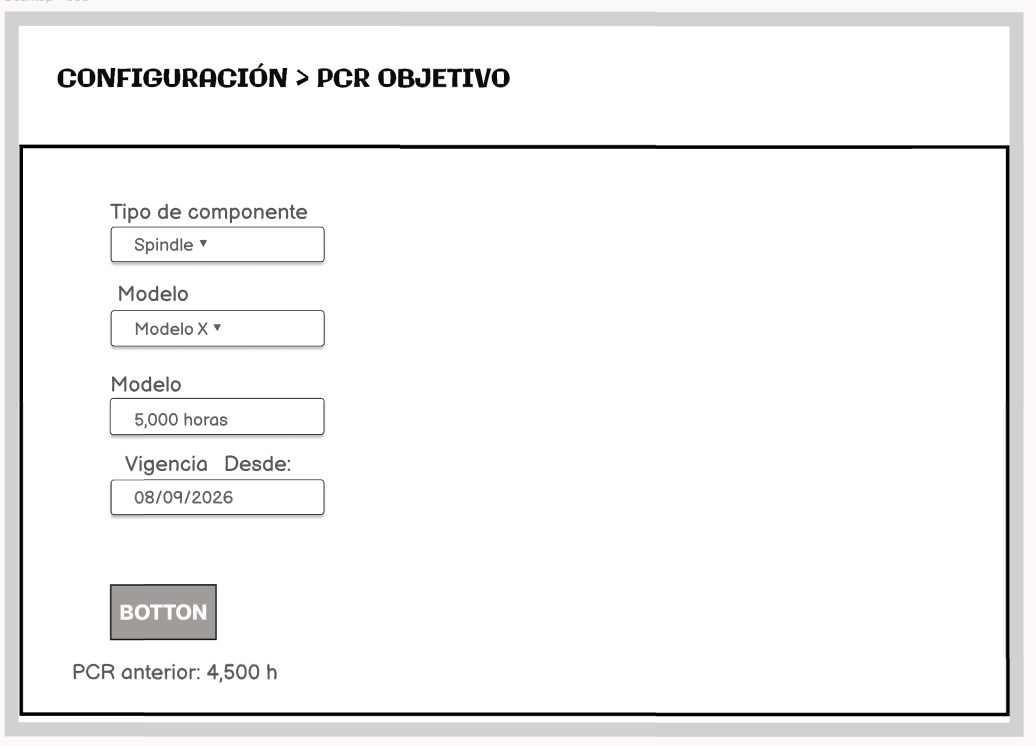 CONFIGURACIÓN > PCR OBJETIVO
Tipo de componente
Spindle ▼
Modelo
Modelo X ▼
Modelo
5,000 horas
Vigencia Desde:
08/09/2026
BOTTON
PCR anterior: 4,500 h